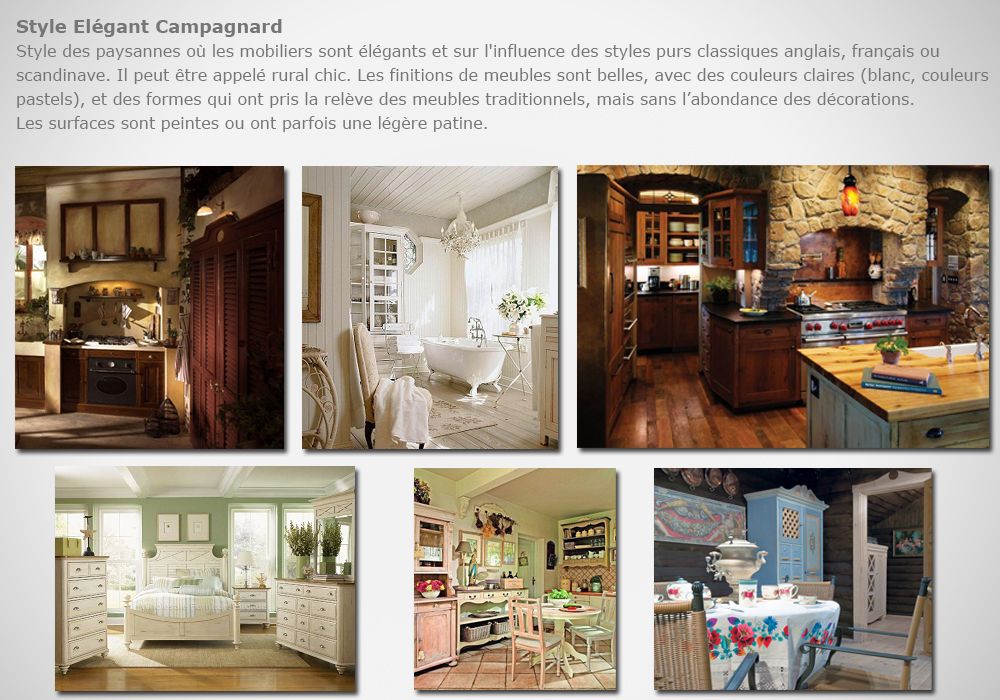 Style Elégant Campagnard
Style des paysannes où les mobiliers sont élégants et sur l'influence des styles purs classiques anglais, français ou
scandinave. Il peut être appelé rural chic. Les finitions de meubles sont belles, avec des couleurs claires (blanc, couleurs
pastels), et des formes qui ont pris la relève des meubles traditionnels, mais sans l’abondance des décorations.
Les surfaces sont peintes ou ont parfois une légère patine.